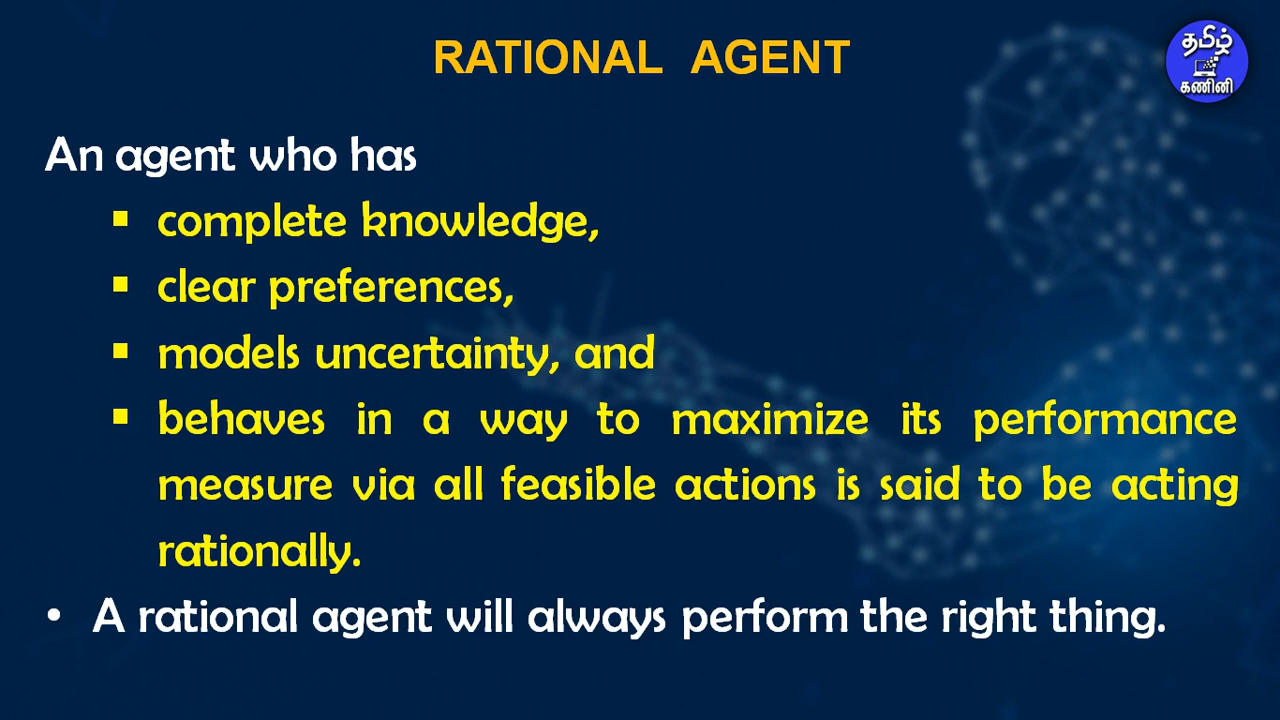 RATIONAL AGENT
தமிழ்
கணினி
An agent who has
▪ complete knowledge,
▪ clear preferences,
▪ models uncertainty, and
▪ behaves in a way to maximize its performance
measure via all feasible actions is said to be acting
rationally.
• A rational agent will always perform the right thing.